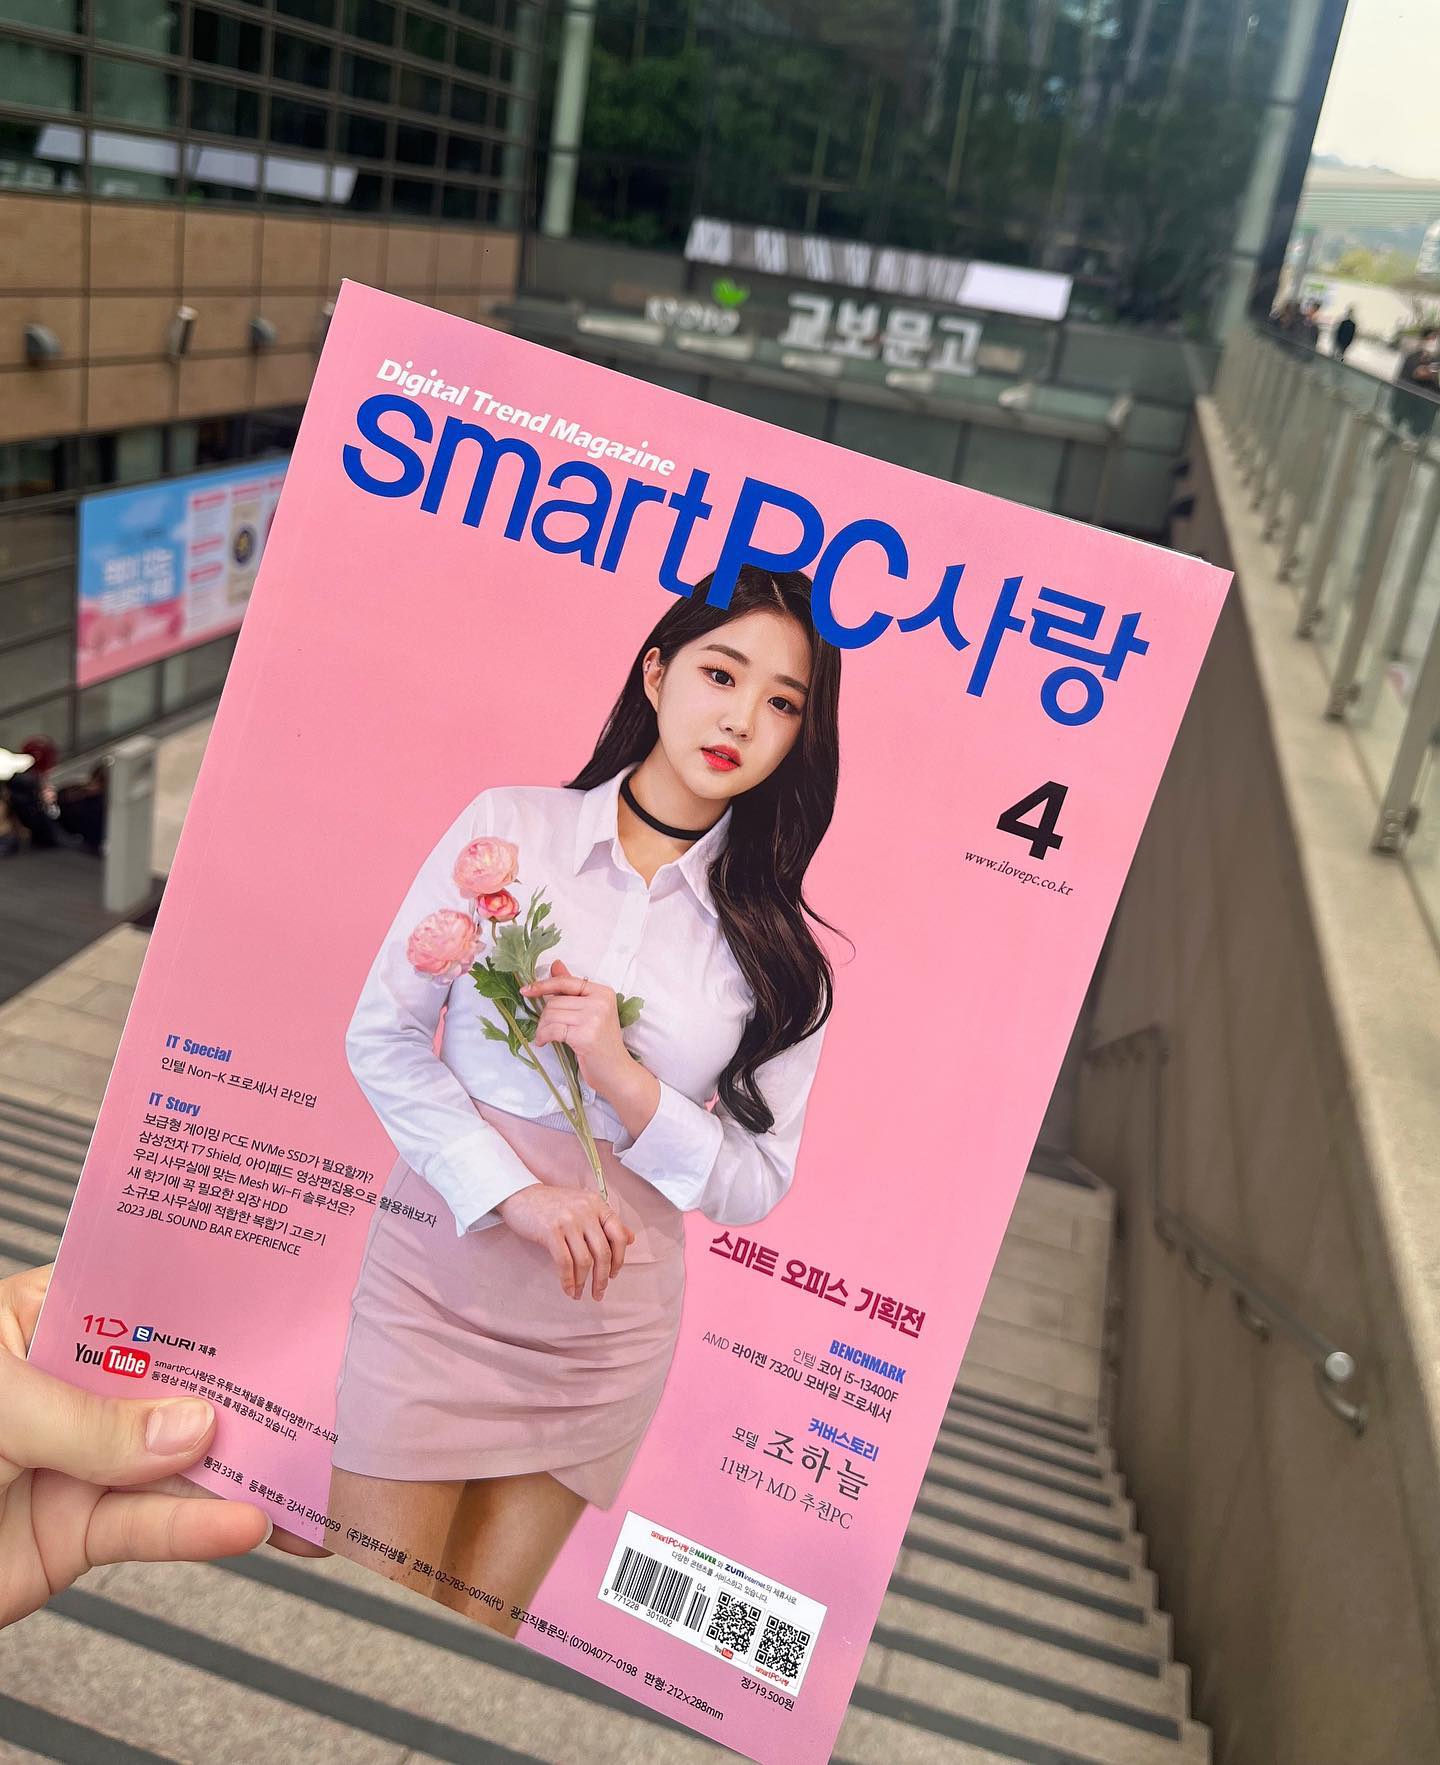 교보문고
Digital Trend Magazine
smartPC사랑
4
www.ilovepc.co.kr
IT Special
인텔 Non-K 프로세서 라인업
IT Story
보급형 게이밍 PC도 NVMe SSD가 필요할까?
삼성전자 T7 Shield, 아이패드 영상편집용으로 활용해보자
우리 사무실에 맞는 Mesh Wi-Fi 솔루션은?
새 학기에 꼭 필요한 외장 HDD
소규모 사무실에 적합한 복합기 고르기
2023 JBL SOUND BAR EXPERIENCE
스마트 오피스 기획전
BENCHMARK
인텔 코어 i5-13400F
AMD 라이젠 7320U 모바일 프로세서
커버스토리
모델 조하늘
11번가 MD 추천PC
11 e NURI 제휴
YouTube smartPC사랑은 유튜브채널을 통해 다양한 IT 소식과
동영상 리뷰 콘텐츠를 제공하고 있습니다.
통권 331호 등록번호: 강서 라00059 (주)컴퓨터생활 전화: 02-783-0074(代) 광고직통문의: (070)4077-0198 판형: 212×288mm
smartPC사랑은 NAVER 와 zum internet 의 제휴사로
다양한 콘텐츠를 서비스하고 있습니다.
04
9 771228 301002
YouTube
smartPC사랑
정가 9,500원